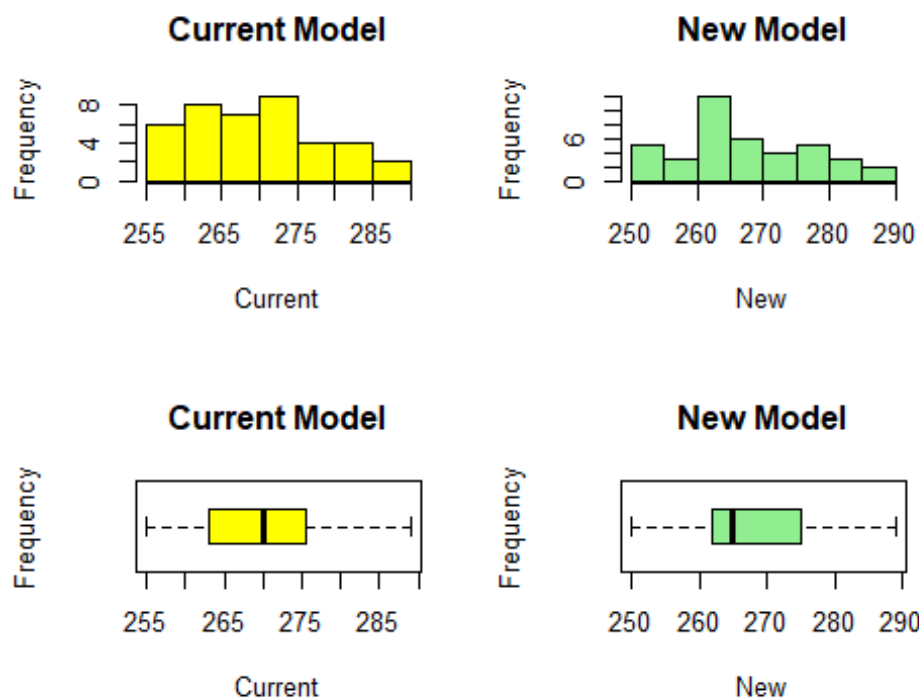 Current Model
Frequency
0 4 8
255 265 275 285
Current
New Model
Frequency
0 6
250 260 270 280 290
New
Current Model
Frequency
255 265 275 285
Current
New Model
Frequency
250 260 270 280 290
New